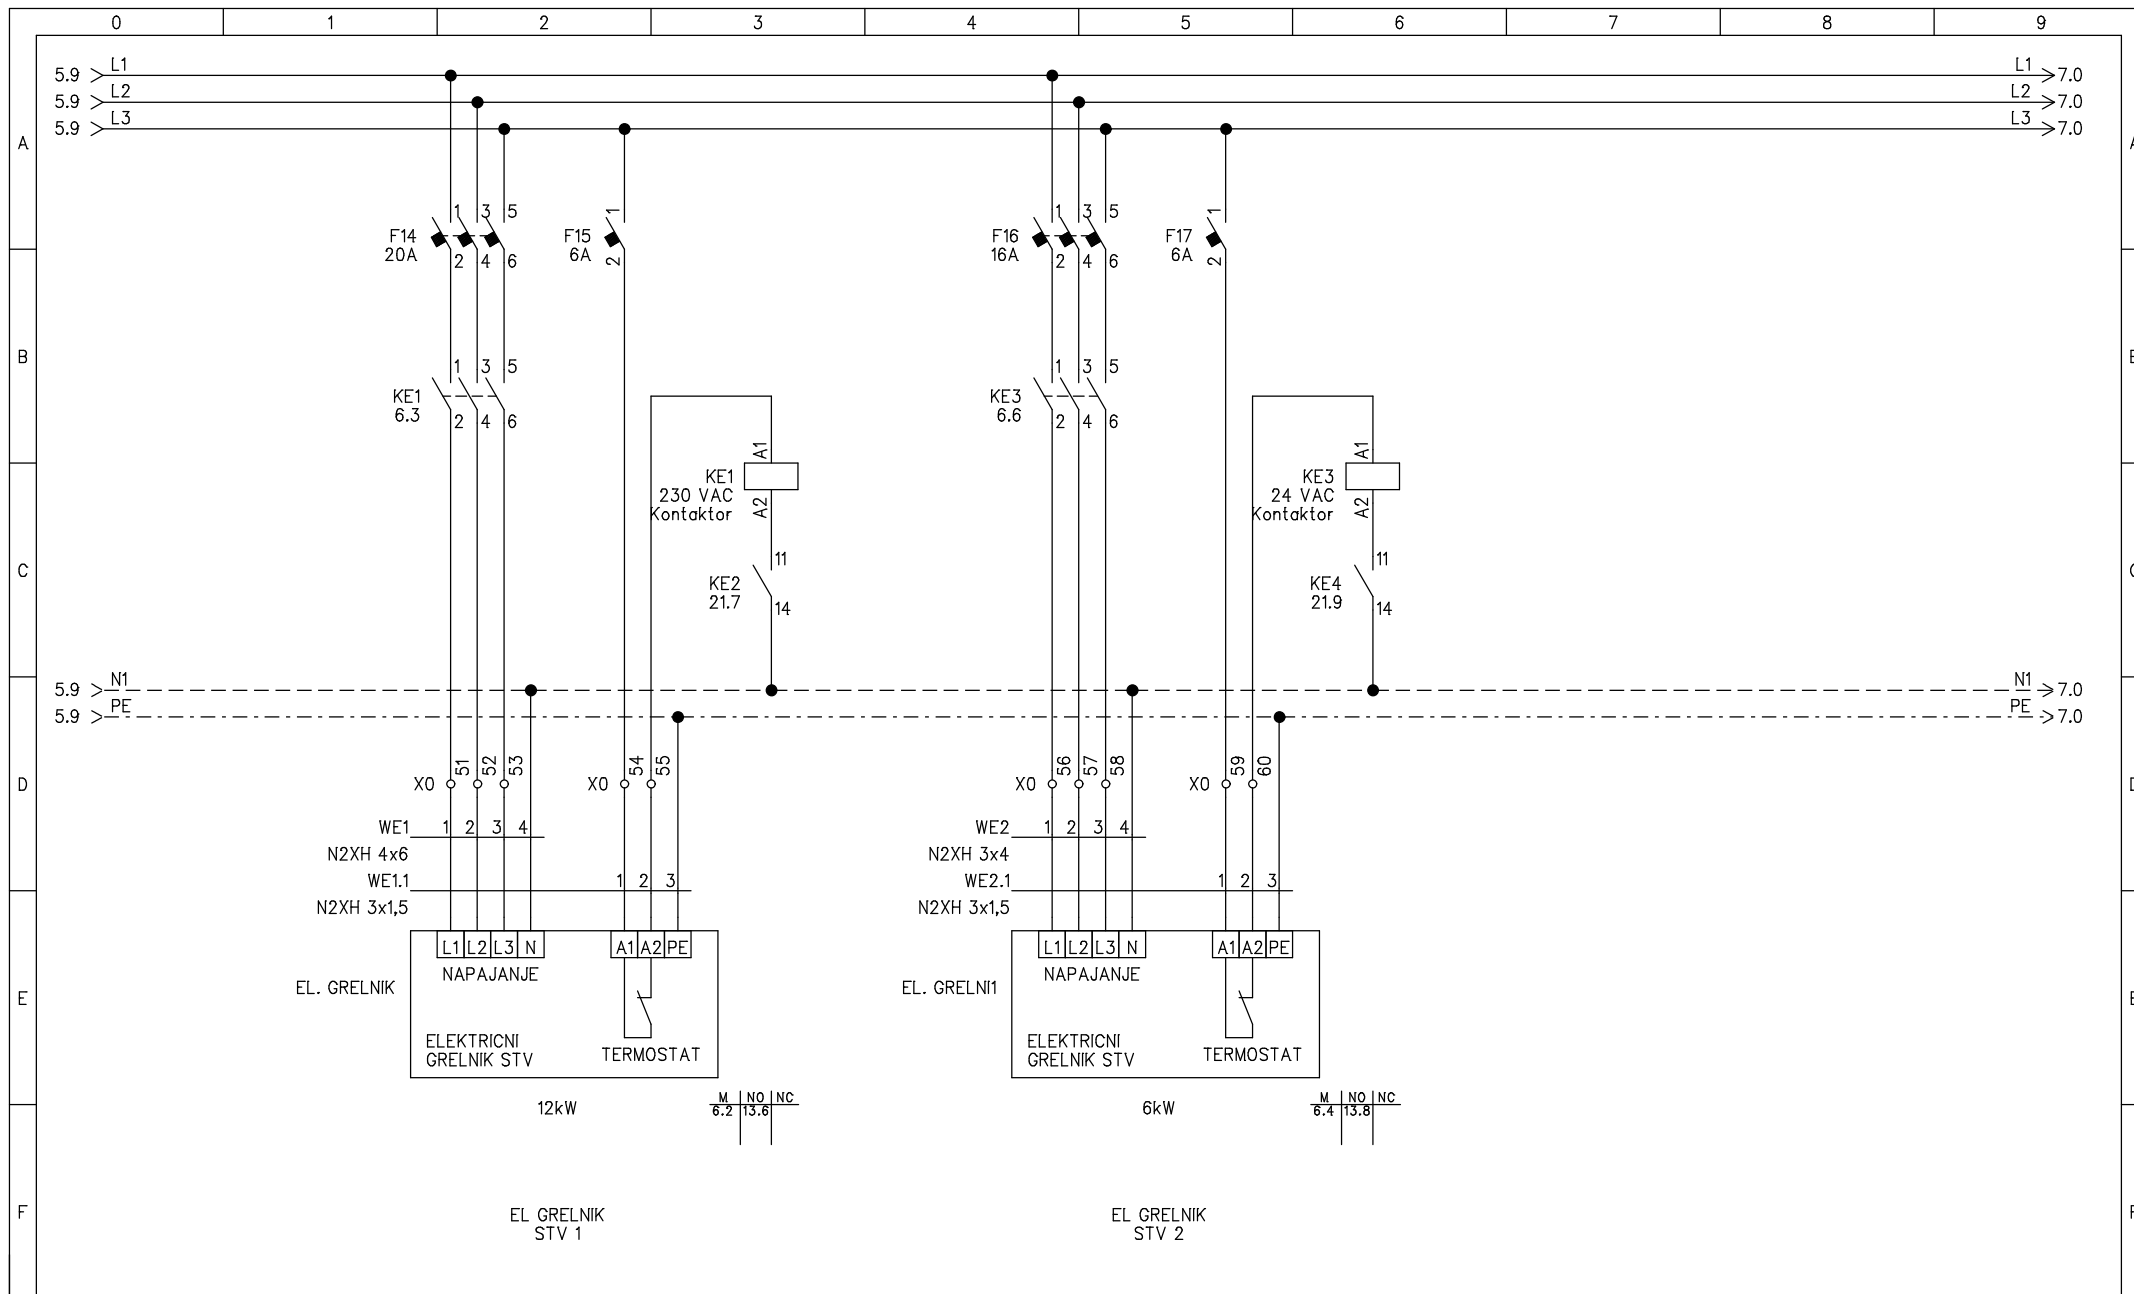 0 1 2 3 4 5 6 7 8 9
5.9 L1 L1 7.0
5.9 L2 L2 7.0
5.9 L3 L3 7.0
A
1 3 5 1 1 3 5 1
F14 F15 F16 F17
20A 6A 16A 6A
2 4 6 2 2 4 6 2
B
1 3 5 1 3 5
KE1 KE3
6.3 6.6
2 4 6 2 4 6
A1 A1
KE1 KE3
230 VAC 24 VAC
Kontaktor Kontaktor
A2 A2
C
11 11
KE2 KE4
21.7 21.9
14 14
5.9 N1 N1 7.0
5.9 PE PE 7.0
D
X0 51 52 53 X0 54 55 X0 56 57 58 X0 59 60
WE1 1 2 3 4 WE2 1 2 3 4
N2XH 4x6 N2XH 3x4
WE1.1 1 2 3 WE2.1 1 2 3
N2XH 3x1,5 N2XH 3x1,5
L1 L2 L3 N A1 A2 PE L1 L2 L3 N A1 A2 PE
NAPAJANJE NAPAJANJE
E
EL. GRELNIK EL. GRELNI1
ELEKTRICNI ELEKTRICNI
GRELNIK STV TERMOSTAT GRELNIK STV TERMOSTAT
M NO NC M NO NC
12kW 6.2 13.6 6kW 6.4 13.8
F
EL GRELNIK EL GRELNIK
STV 1 STV 2